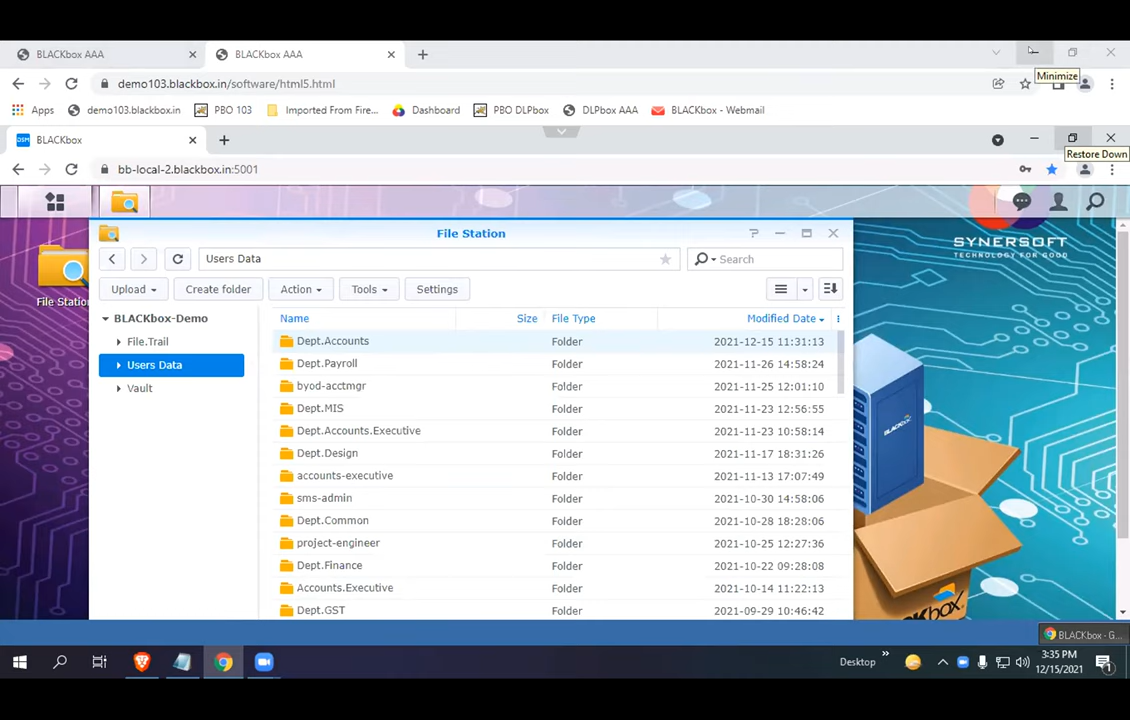 BLACKbox AAA
BLACKbox AAA
Minimize
demo103.blackbox.in/software/html5.html
Apps demo103.blackbox.in PBO 103 Imported From Fire... Dashboard PBO DLPbox DLPbox AAA BLACKbox - Webmail
BLACKbox
Restore Down
bb-local-2.blackbox.in:5001
File Station
SYNERSOFT
TECHNOLOGY FOR GOOD
Users Data
Search
File Station
Upload Create folder Action Tools Settings
BLACKbox-Demo
File.Trail
Users Data
Vault
Name Size File Type Modified Date
Dept.Accounts Folder 2021-12-15 11:31:13
Dept.Payroll Folder 2021-11-26 14:58:24
byod-acctmgr Folder 2021-11-25 12:01:10
Dept.MIS Folder 2021-11-23 12:56:55
Dept.Accounts.Executive Folder 2021-11-23 10:58:14
Dept.Design Folder 2021-11-17 18:31:26
accounts-executive Folder 2021-11-13 17:07:49
sms-admin Folder 2021-10-30 14:58:06
Dept.Common Folder 2021-10-28 18:28:06
project-engineer Folder 2021-10-25 12:27:36
Dept.Finance Folder 2021-10-22 09:28:08
Accounts.Executive Folder 2021-10-14 11:22:13
Dept.GST Folder 2021-09-29 10:46:42
BLACKbox - G...
Desktop
3:35 PM
12/15/2021
1